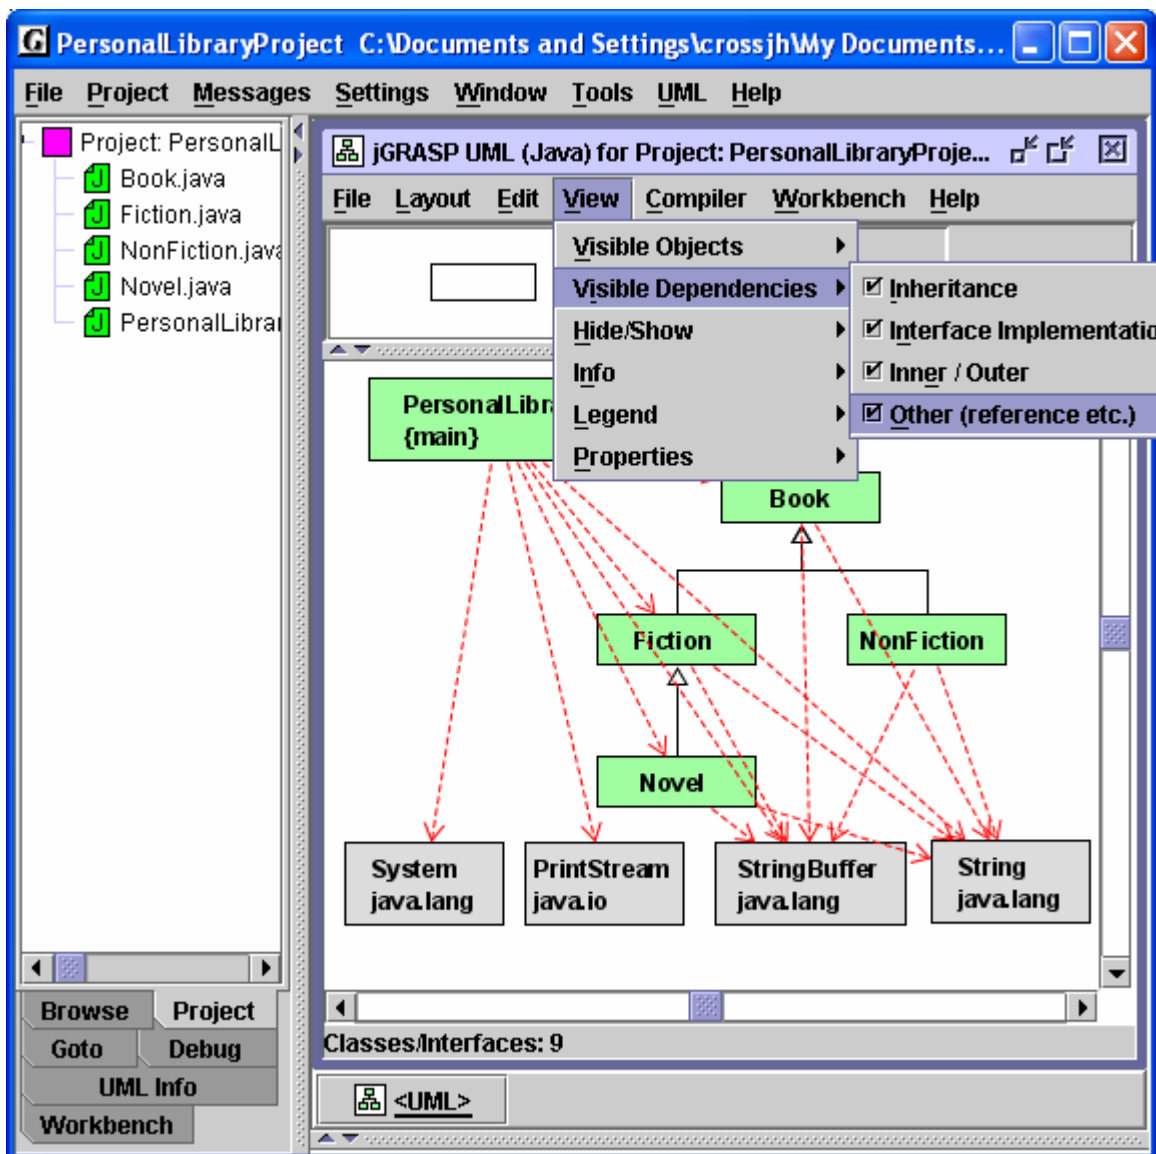 PersonalLibraryProject C:\Documents and Settings\crossjh\My Documents...
File Project Messages Settings Window Tools UML Help
Project: PersonalL
Book.java
Fiction.java
NonFiction.java
Novel.java
PersonalLibrar
jGRASP UML (Java) for Project: PersonalLibraryProje...
File Layout Edit View Compiler Workbench Help
Visible Objects
Visible Dependencies
Hide/Show
Info
Legend
Properties
Inheritance
Interface Implementatio
Inner / Outer
Other (reference etc.)
PersonalLibr
{main}
Book
Fiction
NonFiction
Novel
System
java.lang
PrintStream
java.io
StringBuffer
java.lang
String
java.lang
Classes/Interfaces: 9
Browse Project
Goto Debug
UML Info
Workbench
<UML>